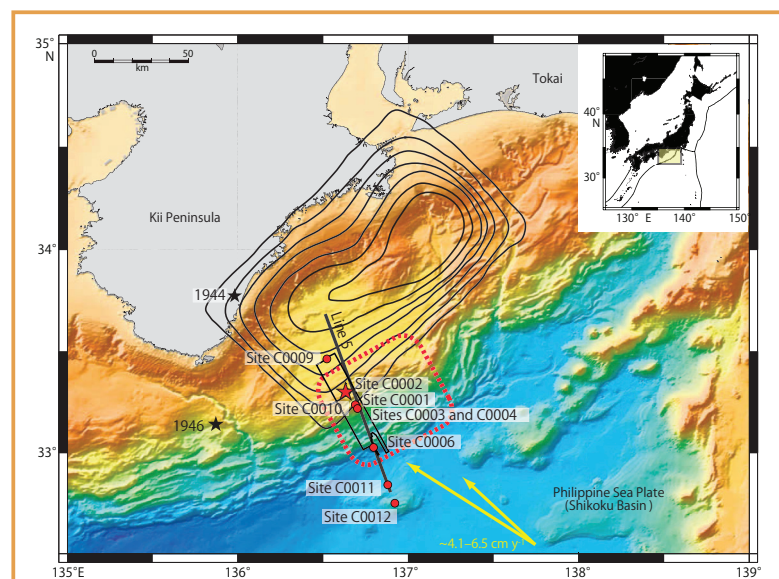 35°
N
0
50
km
Tokai
40°
N
30°
130° E
140°
150°
Kii Peninsula
34°
1944
Line 5
Site C0009
Site C0002
Site C0001
Site C0010
Sites C0003 and C0004
1946
33°
Site C0006
Site C0011
Philippine Sea Plate
(Shikoku Basin )
Site C0012
~4.1–6.5 cm y
135°E
136°
137°
138°
139°